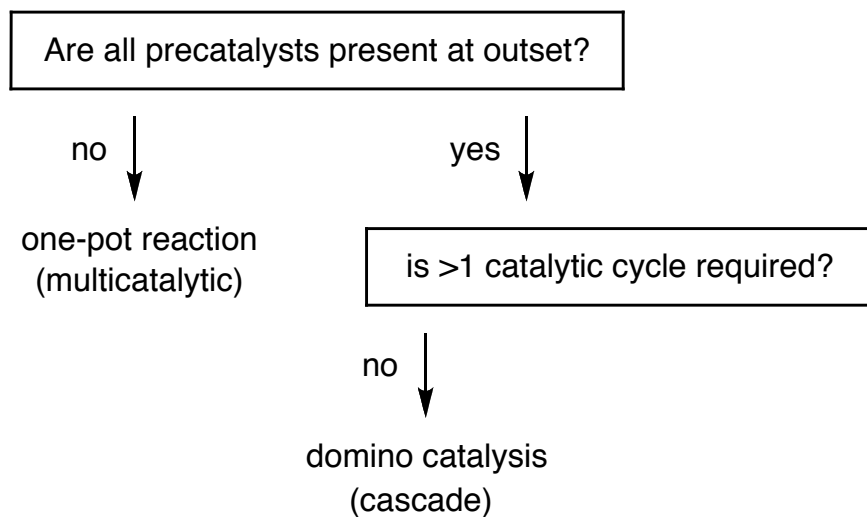 Are all precatalysts present at outset?
no
yes
one-pot reaction
(multicatalytic)
is >1 catalytic cycle required?
no
domino catalysis
(cascade)